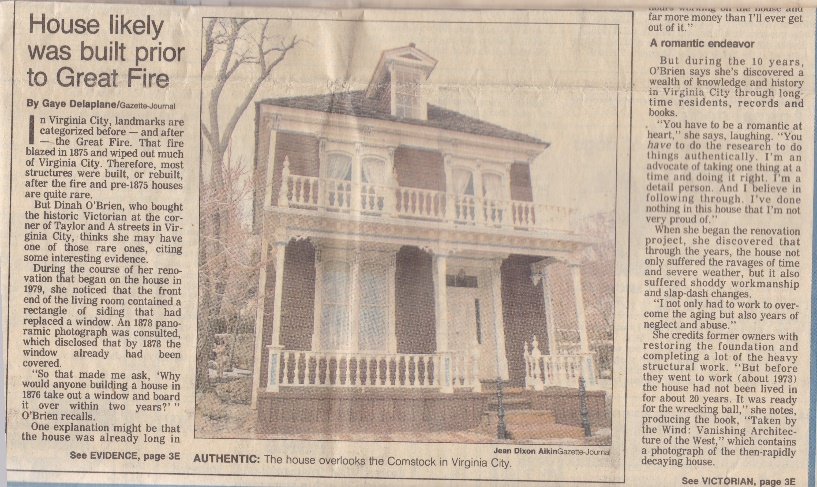 House likely
was built prior
to Great Fire
By Gaye Delaplane/Gazette-Journal
In Virginia City, landmarks are
categorized before — and after
— the Great Fire. That fire
blazed in 1875 and wiped out much
of Virginia City. Therefore, most
structures were built, or rebuilt,
after the fire and pre-1875 houses
are quite rare.
But Dinah O'Brien, who bought
the historic Victorian at the cor-
ner of Taylor and A streets in Vir-
ginia City, thinks she may have
one of those rare ones, citing
some interesting evidence.
During the course of her reno-
vation that began on the house in
1979, she noticed that the front
end of the living room contained a
rectangle of siding that had
replaced a window. An 1878 pano-
ramic photograph was consulted,
which disclosed that by 1878 the
window already had been
covered.
"So that made me ask, 'Why
would anyone building a house in
1876 take out a window and board
it over within two years?' "
O'Brien recalls.
One explanation might be that
the house was already long in
See EVIDENCE, page 3E
Jean Dixon Aikin/Gazette-Journal
AUTHENTIC: The house overlooks the Comstock in Virginia City.
hours working on the house and
far more money than I'll ever get
out of it."
A romantic endeavor
But during the 10 years,
O'Brien says she's discovered a
wealth of knowledge and history
in Virginia City through long-
time residents, records and
books.
"You have to be a romantic at
heart," she says, laughing. "You
have to do the research to do
things authentically. I'm an
advocate of taking one thing at a
time and doing it right. I'm a
detail person. And I believe in
following through. I've done
nothing in this house that I'm not
very proud of."
When she began the renovation
project, she discovered that
through the years, the house not
only suffered the ravages of time
and severe weather, but it also
suffered shoddy workmanship
and slap-dash changes.
"I not only had to work to over-
come the aging but also years of
neglect and abuse."
She credits former owners with
restoring the foundation and
completing a lot of the heavy
structural work. "But before
they went to work (about 1973)
the house had not been lived in
for about 20 years. It was ready
for the wrecking ball," she notes,
producing the book, "Taken by
the Wind: Vanishing Architec-
ture of the West," which contains
a photograph of the then-rapidly
decaying house.
See VICTORIAN, page 3E